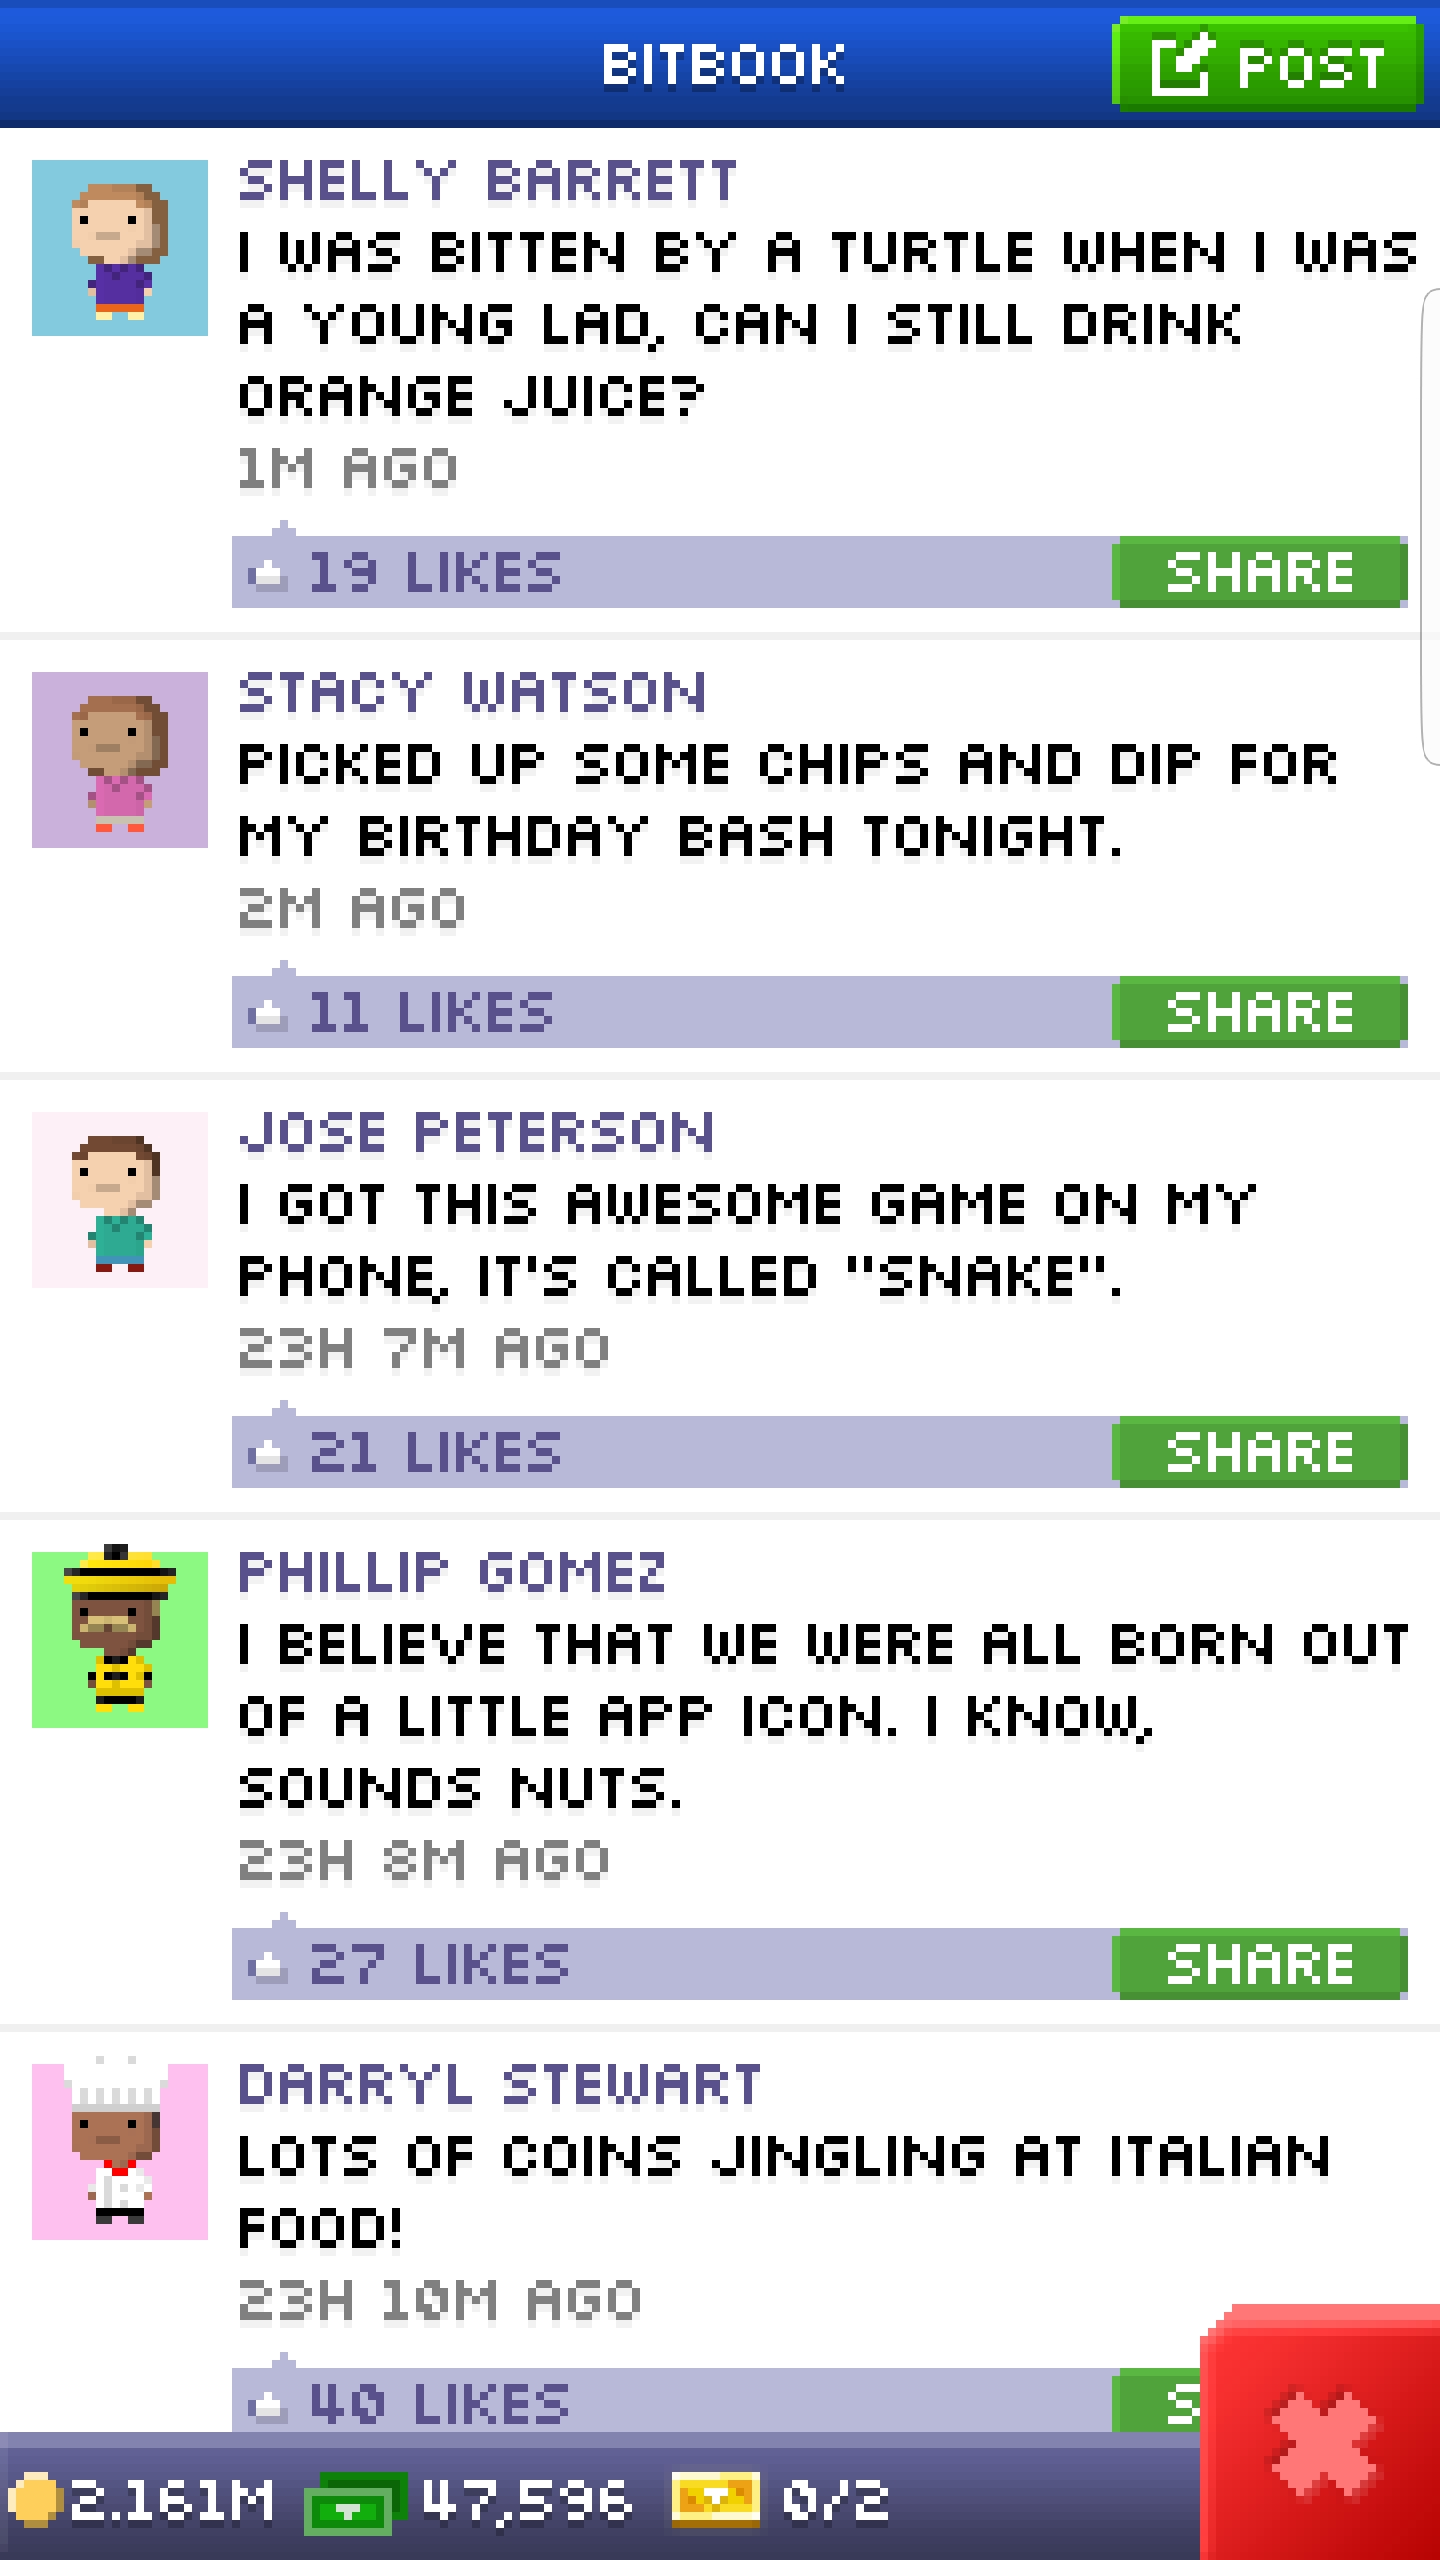 BITBOOK
POST
SHELLY BARRETT
I WAS BITTEN BY A TURTLE WHEN I WAS
A YOUNG LAD, CAN I STILL DRINK
ORANGE JUICE?
1M AGO
19 LIKES
SHARE
STACY WATSON
PICKED UP SOME CHIPS AND DIP FOR
MY BIRTHDAY BASH TONIGHT.
2M AGO
11 LIKES
SHARE
JOSE PETERSON
I GOT THIS AWESOME GAME ON MY
PHONE, IT'S CALLED "SNAKE".
23H 7M AGO
21 LIKES
SHARE
PHILLIP GOMEZ
I BELIEVE THAT WE WERE ALL BORN OUT
OF A LITTLE APP ICON. I KNOW,
SOUNDS NUTS.
23H 8M AGO
27 LIKES
SHARE
DARRYL STEWART
LOTS OF COINS JINGLING AT ITALIAN
FOOD!
23H 10M AGO
40 LIKES
S
2.161M 47,596 0/2